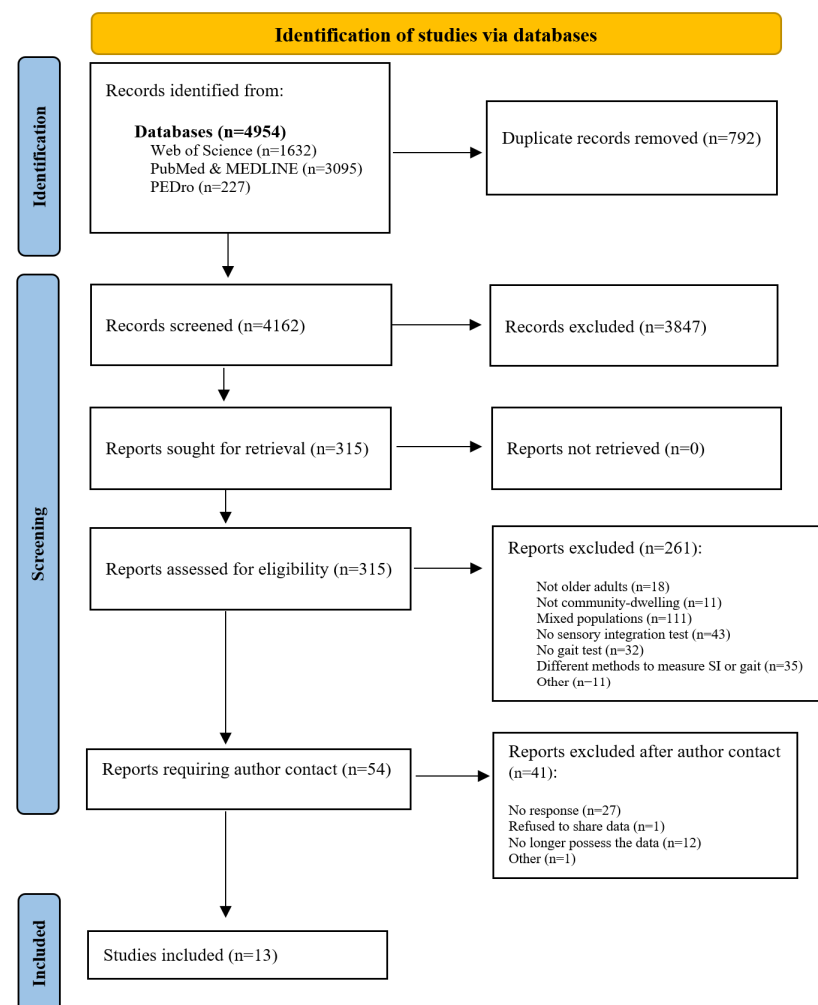 Identification of studies via databases
Identification
Records identified from:
Databases (n=4954)
Web of Science (n=1632)
PubMed & MEDLINE (n=3095)
PEDro (n=227)
Duplicate records removed (n=792)
Screening
Records screened (n=4162)
Records excluded (n=3847)
Reports sought for retrieval (n=315)
Reports not retrieved (n=0)
Reports assessed for eligibility (n=315)
Reports excluded (n=261):
Not older adults (n=18)
Not community-dwelling (n=11)
Mixed populations (n=111)
No sensory integration test (n=43)
No gait test (n=32)
Different methods to measure SI or gait (n=35)
Other (n=11)
Reports requiring author contact (n=54)
Reports excluded after author contact
(n=41):
No response (n=27)
Refused to share data (n=1)
No longer possess the data (n=12)
Other (n=1)
Included
Studies included (n=13)